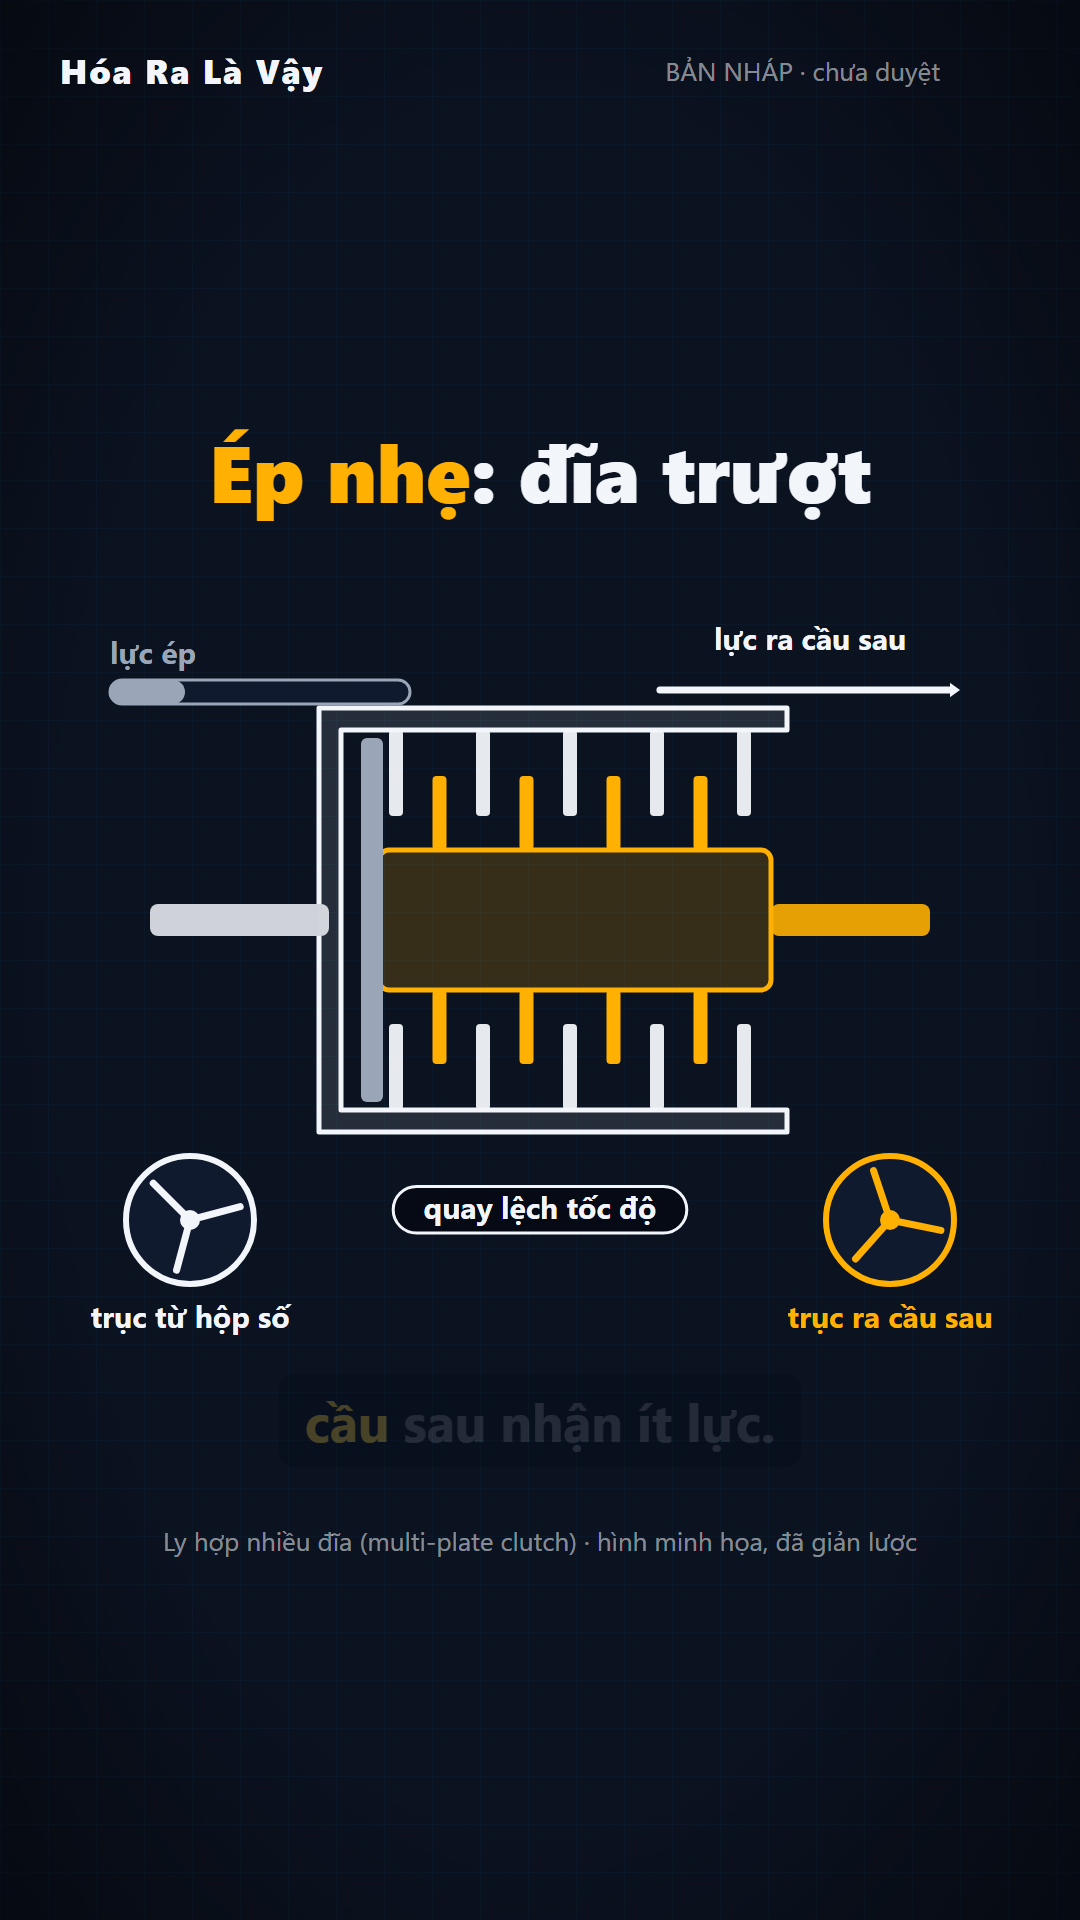 Hóa Ra Là Vậy
BẢN NHÁP · chưa duyệt
Ép nhẹ: đĩa trượt
lực ép
lực ra cầu sau
quay lệch tốc độ
trục từ hộp số
trục ra cầu sau
cầu sau nhận ít lực.
Ly hợp nhiều đĩa (multi-plate clutch) · hình minh họa, đã giản lược